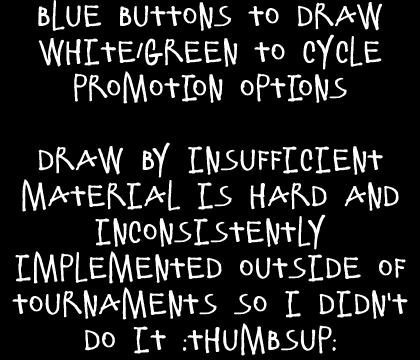 BLUE BUTTONS TO DRAW
WHITE/GREEN TO CYCLE
PROMOTION OPTIONS
DRAW BY INSUFFICIENT
MATERIAL IS HARD AND
INCONSISTENTLY
IMPLEMENTED OUTSIDE OF
TOURNAMENTS SO I DIDN'T
DO IT :THUMBSUP: